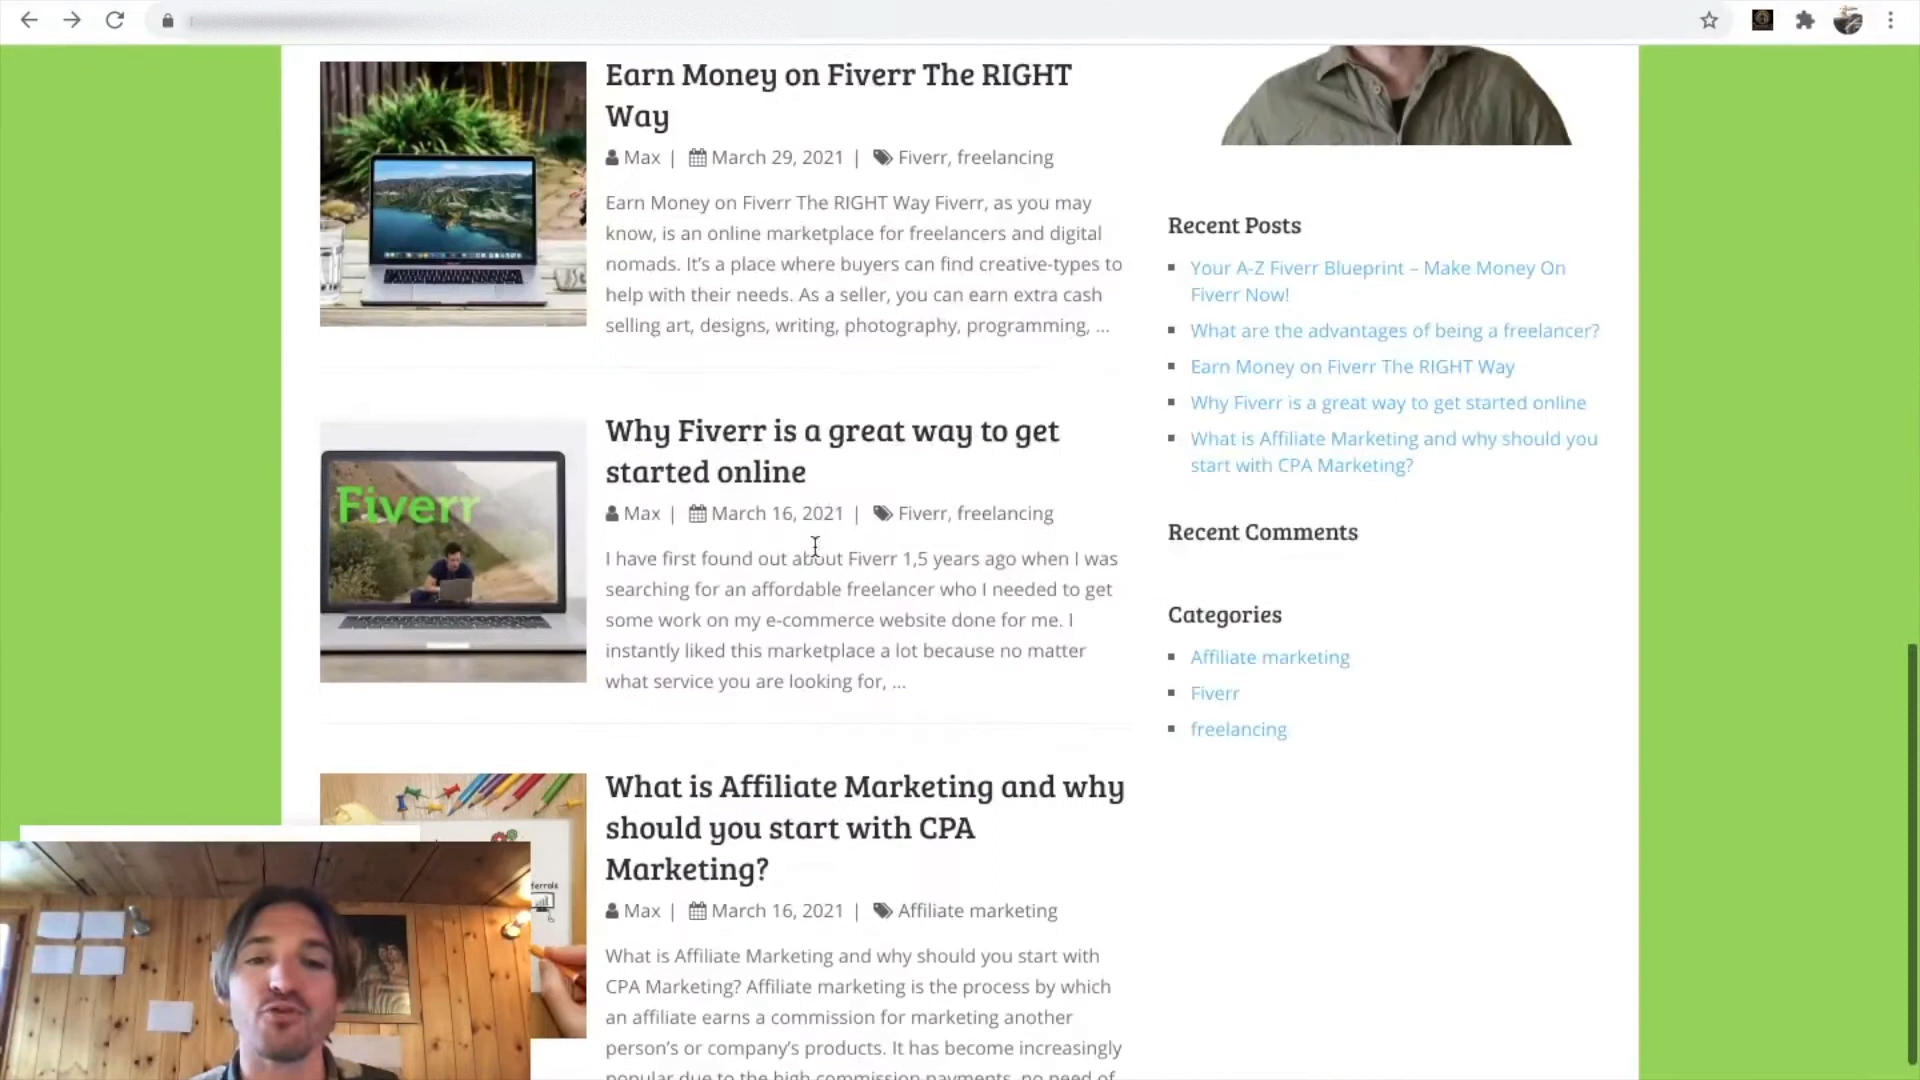 Earn Money on Fiverr The RIGHT
Way
Max | March 29, 2021 | Fiverr, freelancing
Earn Money on Fiverr The RIGHT Way Fiverr, as you may
know, is an online marketplace for freelancers and digital
nomads. It's a place where buyers can find creative-types to
help with their needs. As a seller, you can earn extra cash
selling art, designs, writing, photography, programming, ...
Fiverr
Why Fiverr is a great way to get
started online
Max | March 16, 2021 | Fiverr, freelancing
I have first found out about Fiverr 1,5 years ago when I was
searching for an affordable freelancer who I needed to get
some work on my e-commerce website done for me. I
instantly liked this marketplace a lot because no matter
what service you are looking for, ...
What is Affiliate Marketing and why
should you start with CPA
Marketing?
Max | March 16, 2021 | Affiliate marketing
What is Affiliate Marketing and why should you start with
CPA Marketing? Affiliate marketing is the process by which
an affiliate earns a commission for marketing another
person's or company's products. It has become increasingly
popular due to the high commission payments, no need of
Recent Posts
Your A-Z Fiverr Blueprint – Make Money On
Fiverr Now!
What are the advantages of being a freelancer?
Earn Money on Fiverr The RIGHT Way
Why Fiverr is a great way to get started online
What is Affiliate Marketing and why should you
start with CPA Marketing?
Recent Comments
Categories
Affiliate marketing
Fiverr
freelancing